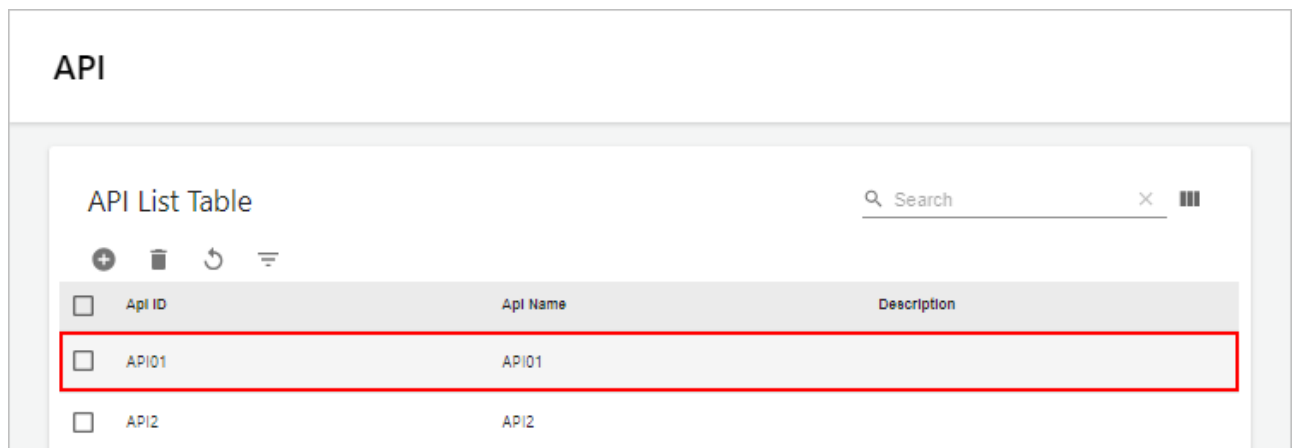 API
API List Table
Search
Api ID Api Name Description
API01 API01
API2 API2